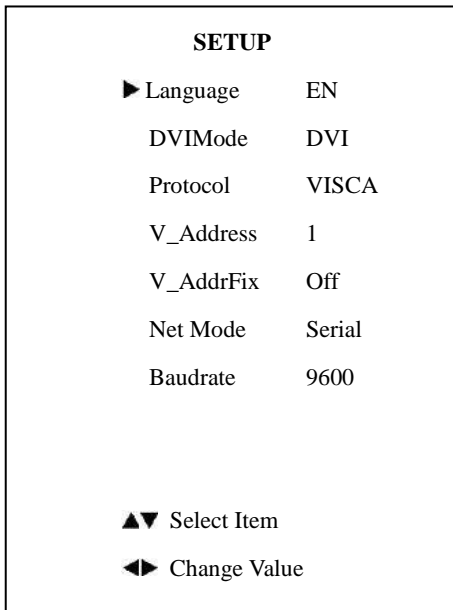 SETUP
▶ Language EN
DVIMode DVI
Protocol VISCA
V_Address 1
V_AddrFix Off
Net Mode Serial
Baudrate 9600
▲▼ Select Item
◀▶ Change Value